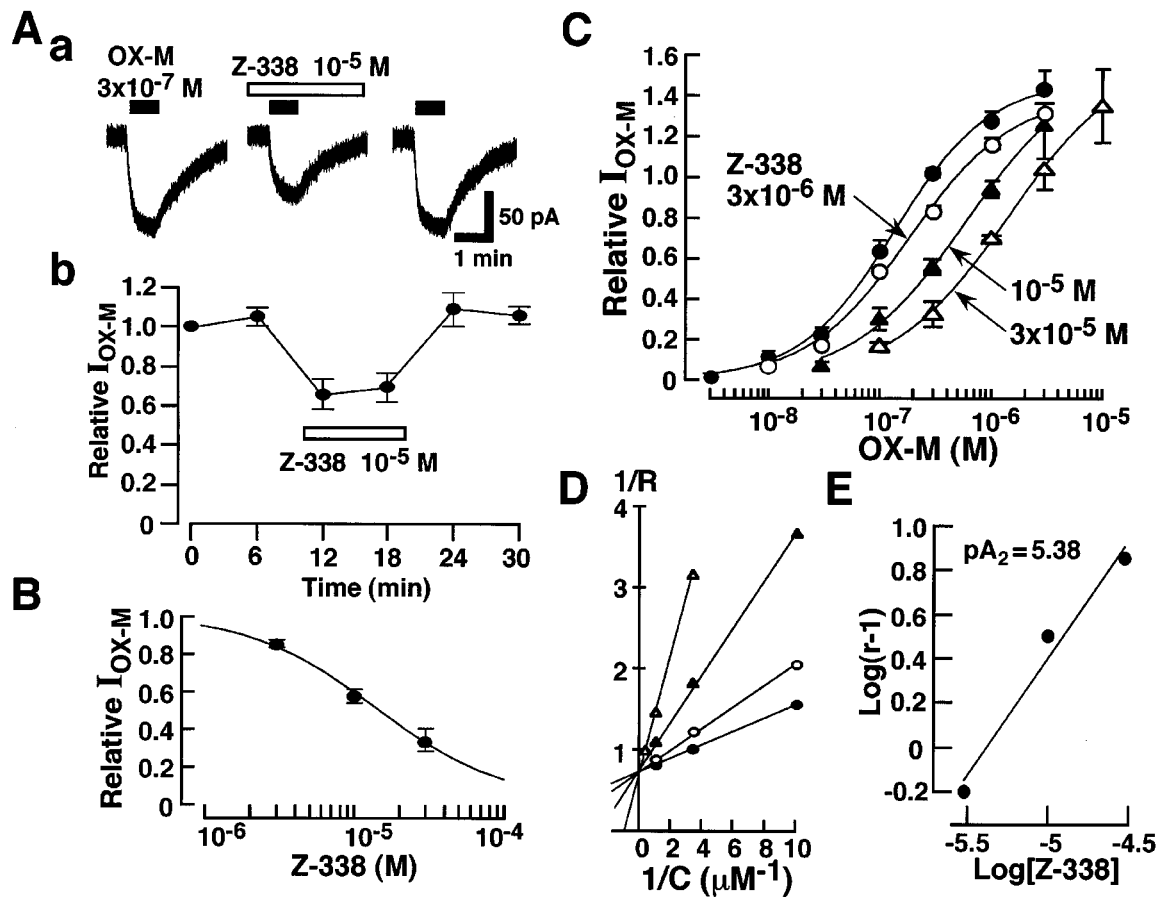 A
a
OX-M
3x10⁻⁷ M
Z-338 10⁻⁵ M
50 pA
1 min
b
Relative I_OX-M
1.2
1.0
0.8
0.6
0.4
0.2
0
Z-338 10⁻⁵ M
0 6 12 18 24 30
Time (min)
B
Relative I_OX-M
1.0
0.8
0.6
0.4
0.2
0
10⁻⁶ 10⁻⁵ 10⁻⁴
Z-338 (M)
C
Relative I_OX-M
1.6
1.4
1.2
1.0
0.8
0.6
0.4
0.2
0
Z-338
3x10⁻⁶ M
10⁻⁵ M
3x10⁻⁵ M
10⁻⁸ 10⁻⁷ 10⁻⁶ 10⁻⁵
OX-M (M)
D
1/R
4
3
2
1
0 2 4 6 8 10
1/C (μM⁻¹)
E
pA₂ = 5.38
Log(r-1)
1.0
0.8
0.6
0.4
0.2
0
-0.2
-5.5 -5 -4.5
Log[Z-338]